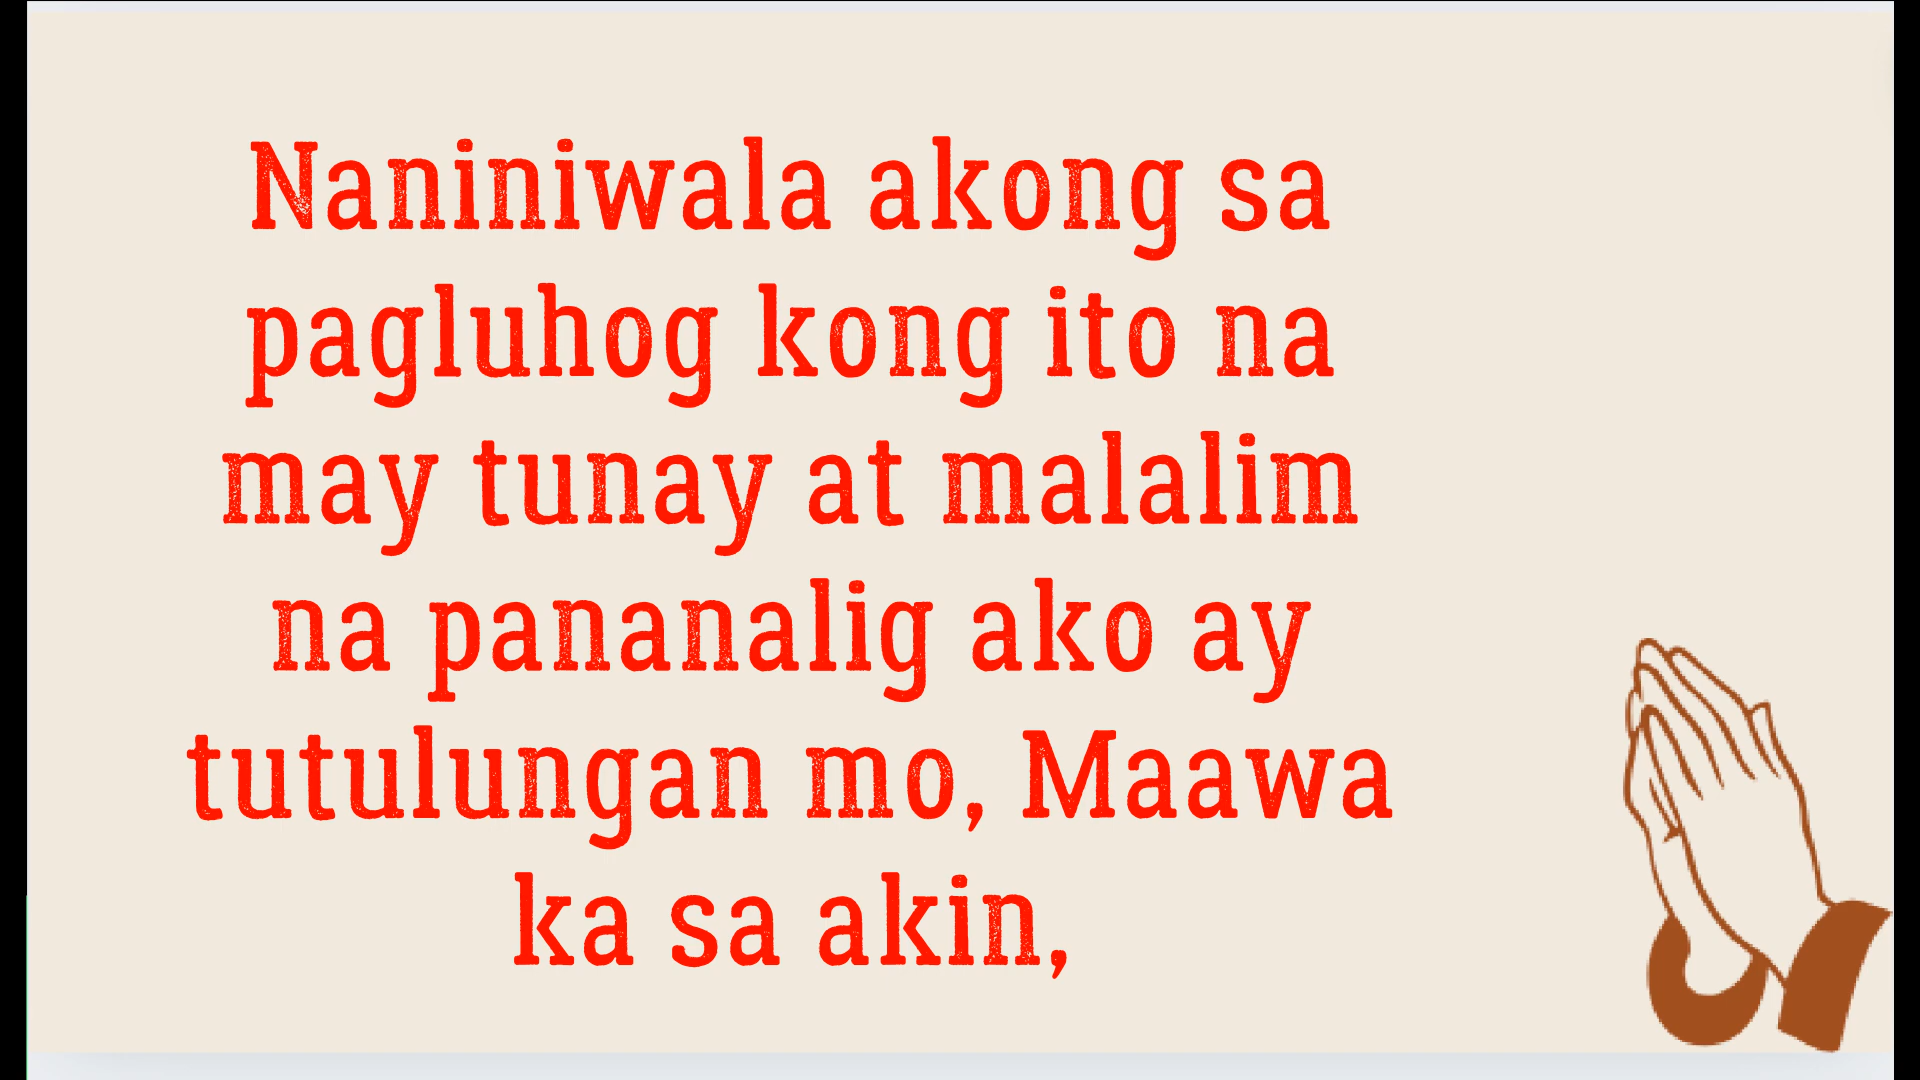 Naniniwala akong sa
pagluhog kong ito na
may tunay at malalim
na pananalig ako ay
tutulungan mo, Maawa
ka sa akin,